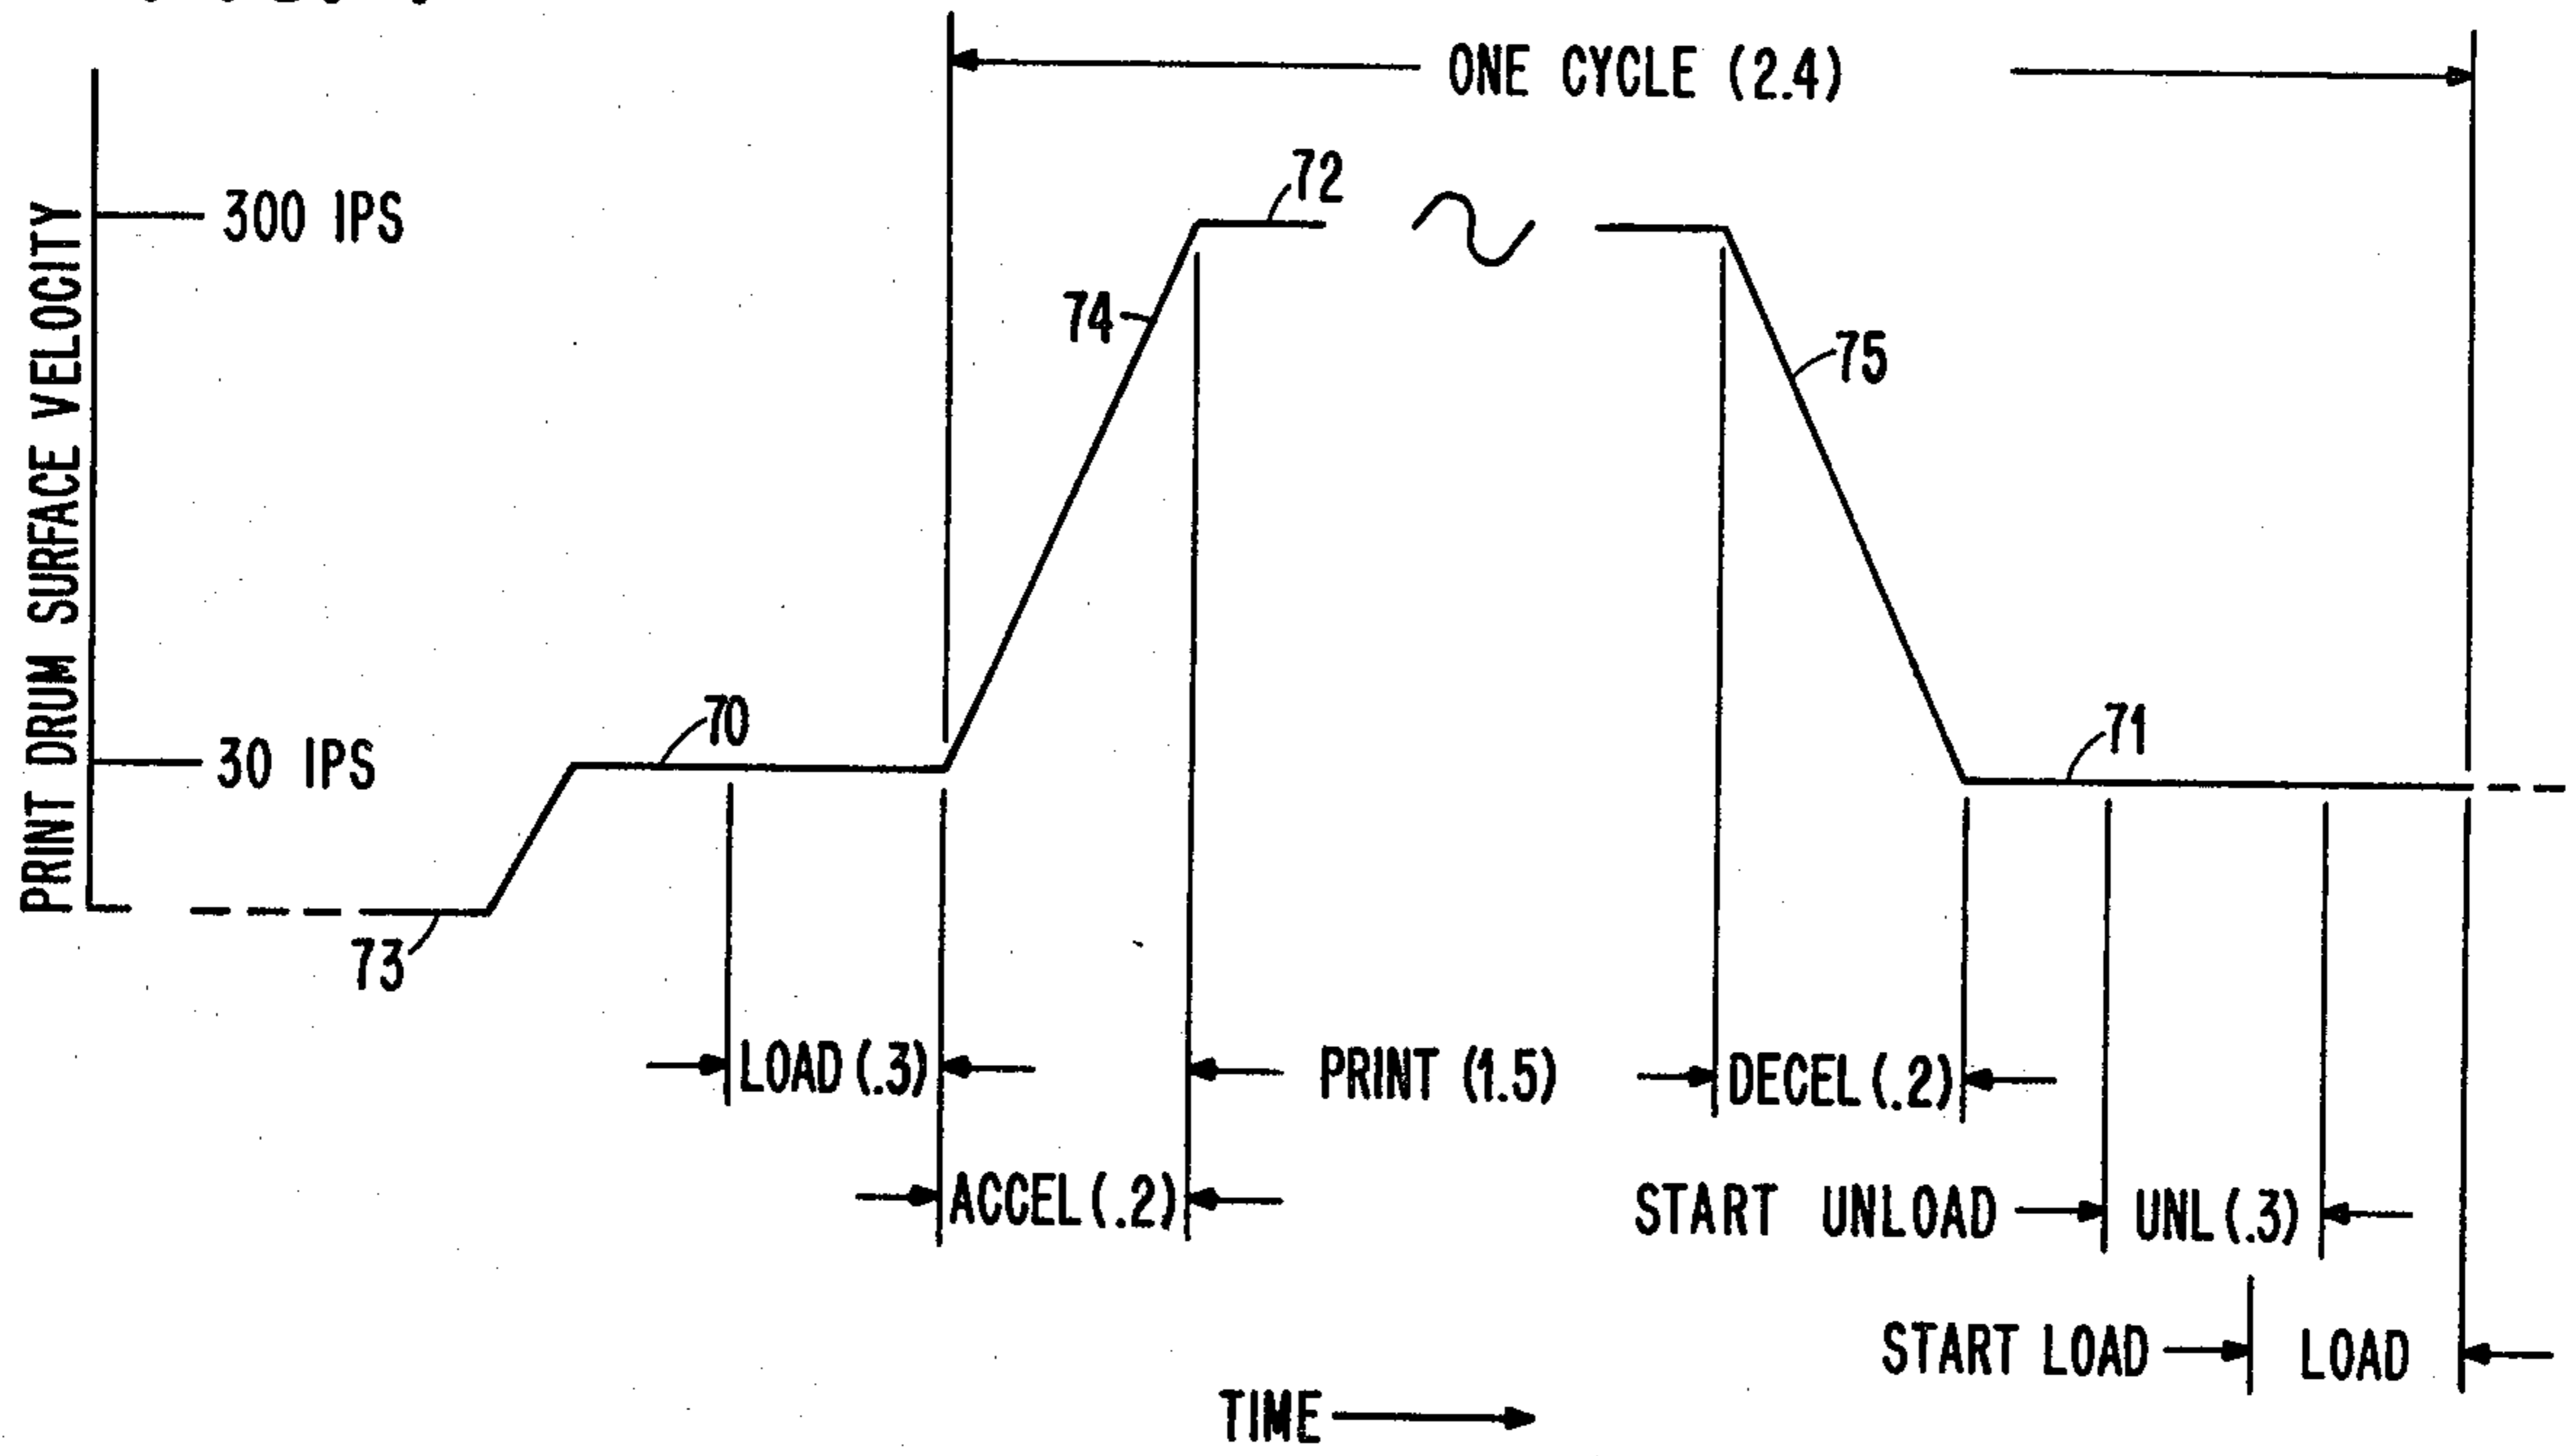 ONE CYCLE (2.4)
PRINT DRUM SURFACE VELOCITY
300 IPS
72
74
75
70
71
30 IPS
73
LOAD (.3)
PRINT (1.5)
DECEL (.2)
ACCEL (.2)
START UNLOAD
UNL (.3)
START LOAD
LOAD
TIME